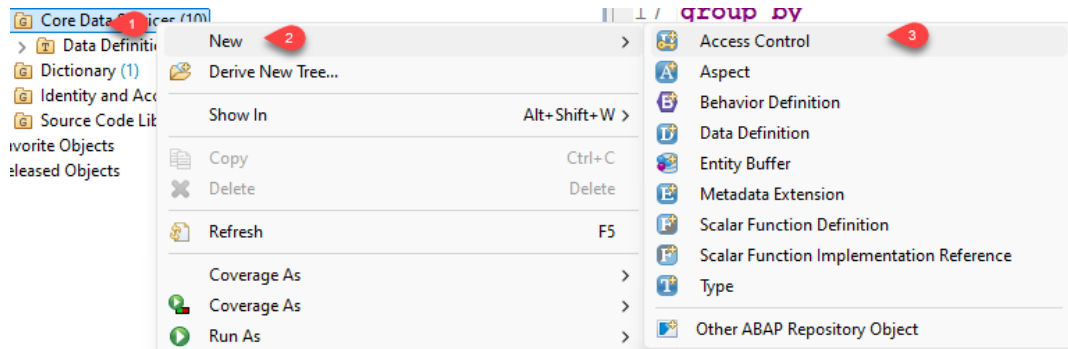 Core Data Services (10)
1
17 group by
> Data Definiti
New 2 >
Access Control 3
Dictionary (1)
Derive New Tree...
Aspect
Identity and Acc
Behavior Definition
Source Code Lib
Show In Alt+Shift+W >
Data Definition
avorite Objects
Copy Ctrl+C
Entity Buffer
eleased Objects
Delete Delete
Metadata Extension
Refresh F5
Scalar Function Definition
Scalar Function Implementation Reference
Coverage As >
Type
Coverage As >
Run As >
Other ABAP Repository Object